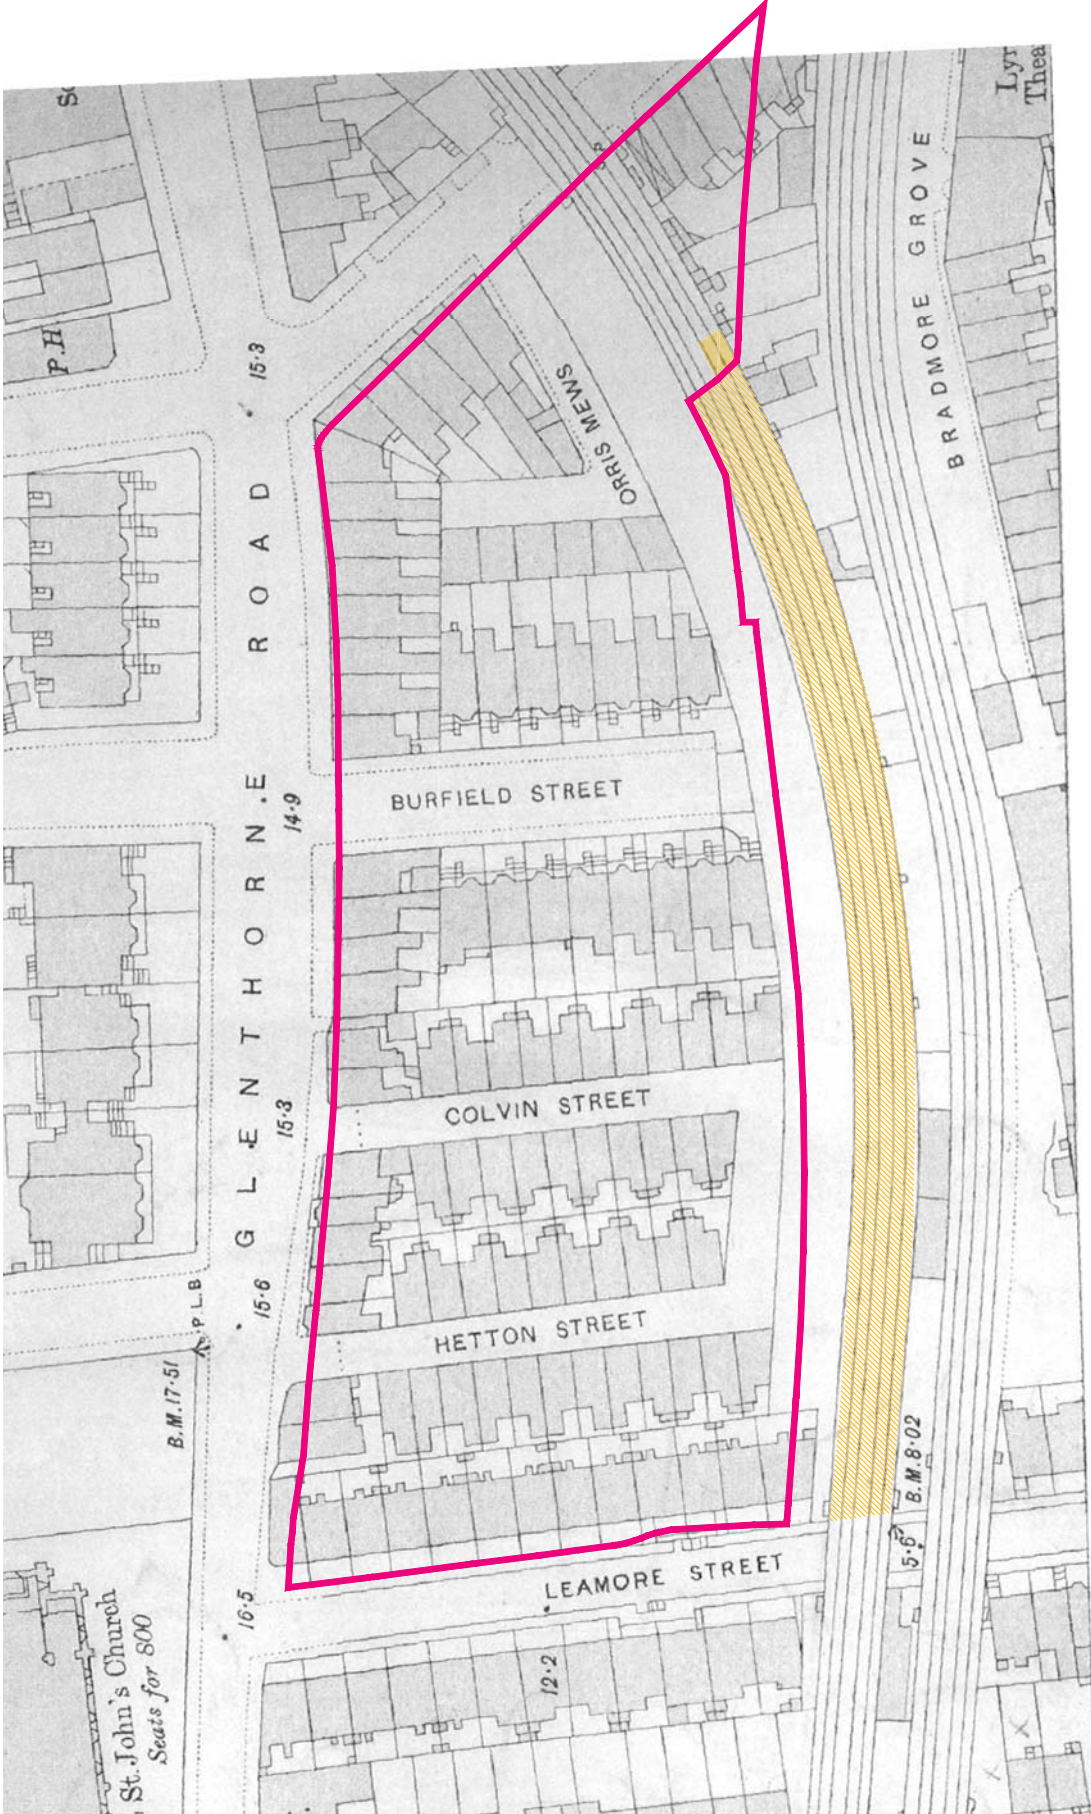 Lyr
Thea
P.H
15·3
S.P
ORRIS MEWS
BRADMORE GROVE
GLENTHORNE ROAD
BURFIELD STREET
14·9
COLVIN STREET
15·3
HETTON STREET
15·6
P.L.B
B.M.17·51
B.M.8·02
5·6
LEAMORE STREET
16·5
12·2
St. John's Church
Seats for 800